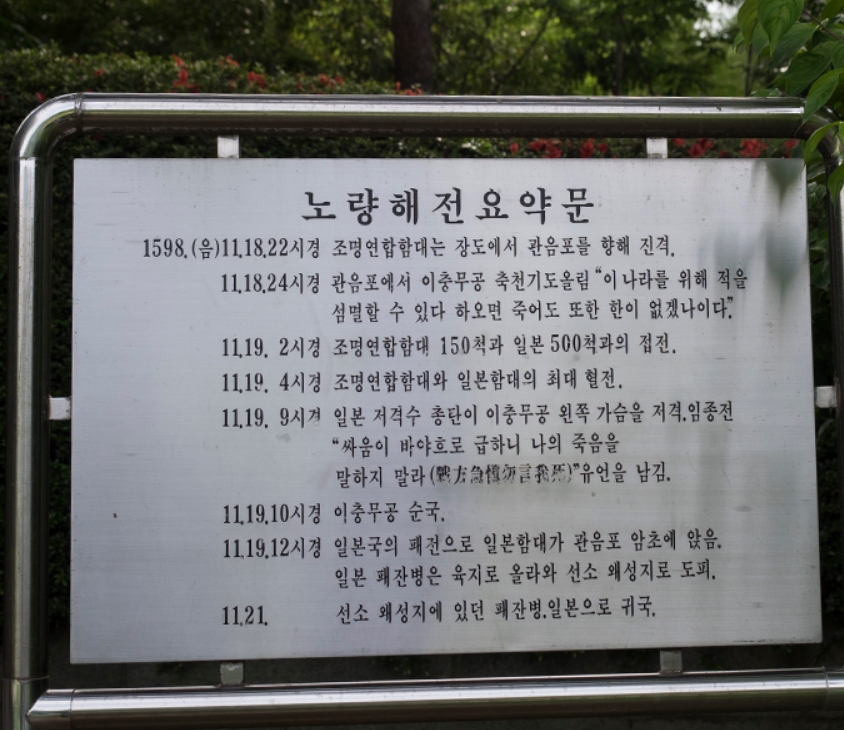 노량해전요약문
1598.(음)11.18.22시경 조명연합함대는 장도에서 관음포를 향해 진격.
11.18.24시경 관음포에서 이충무공 축천기도올림 “이 나라를 위해 적을
섬멸할 수 있다 하오면 죽어도 또한 한이 없겠나이다”.
11.19. 2시경 조명연합함대 150척과 일본 500척과의 접전.
11.19. 4시경 조명연합함대와 일본함대의 최대 혈전.
11.19. 9시경 일본 저격수 총탄이 이충무공 왼쪽 가슴을 저격.임종전
“싸움이 바야흐로 급하니 나의 죽음을
말하지 말라(戰方急愼勿言我死)”유언을 남김.
11.19.10시경 이충무공 순국.
11.19.12시경 일본국의 패전으로 일본함대가 관음포 암초에 앉음.
일본 패잔병은 육지로 올라와 선소 왜성지로 도피.
11.21. 선소 왜성지에 있던 패잔병.일본으로 귀국.